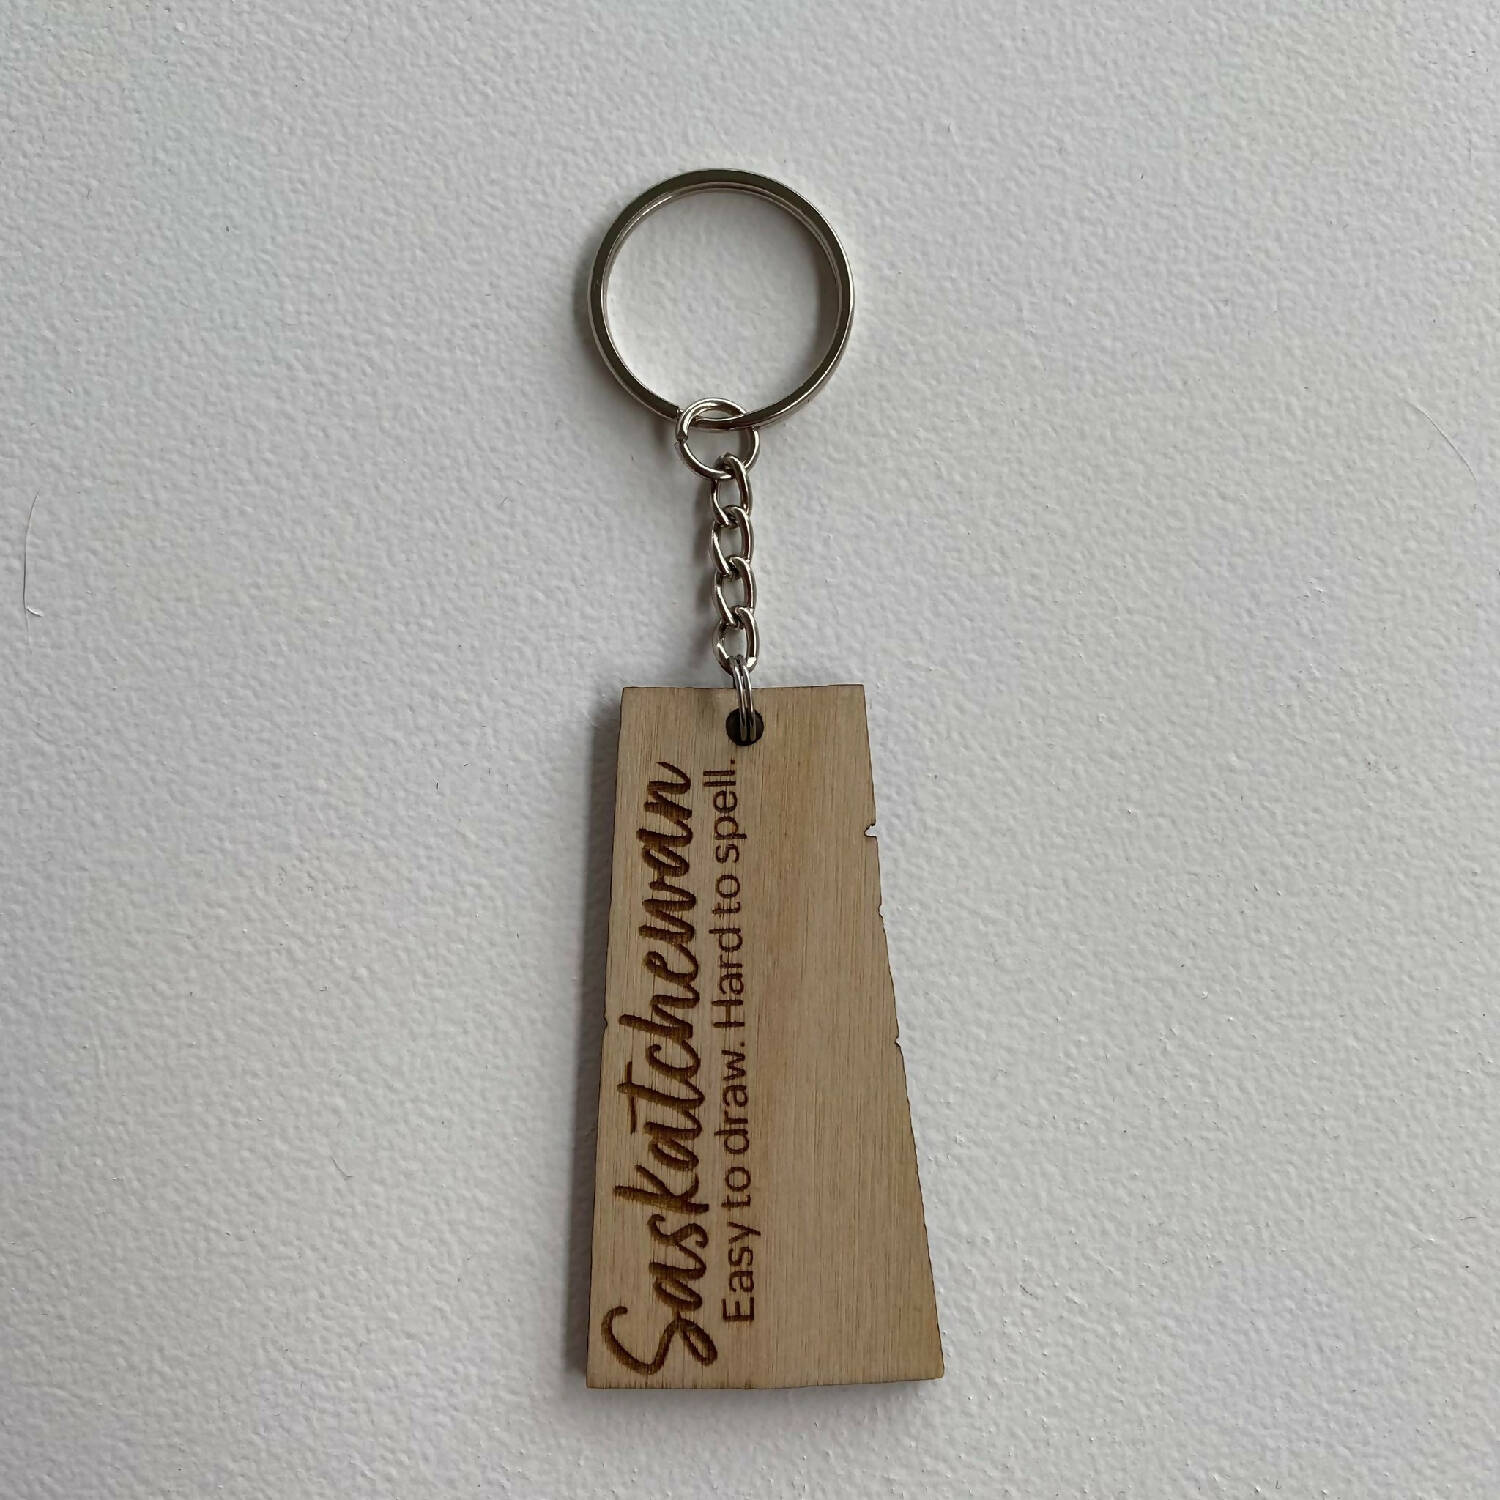 Saskatchewan
Easy to draw. Hard to spell.